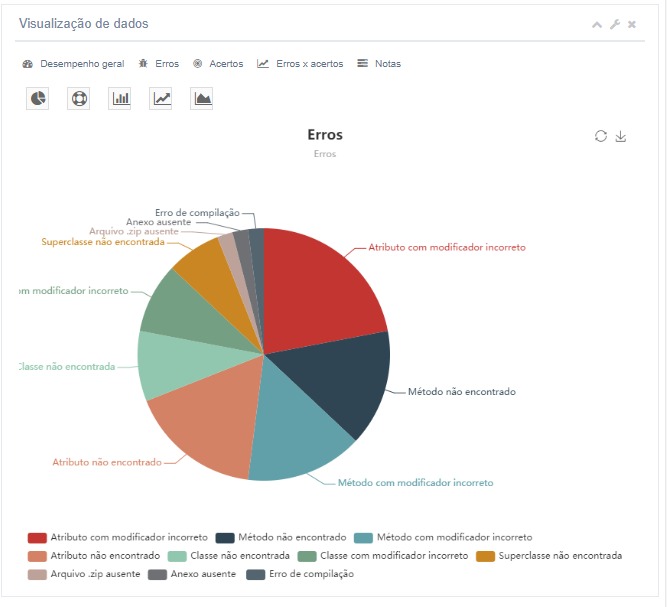 Visualização de dados
Desempenho geral Erros Acertos Erros x acertos Notas
Erros
Erros
Erro de compilação
Anexo ausente
Arquivo .zip ausente
Superclasse não encontrada
Atributo com modificador incorreto
modificador incorreto
Classe não encontrada
Método não encontrado
Atributo não encontrado
Método com modificador incorreto
Atributo com modificador incorreto Método não encontrado Método com modificador incorreto
Atributo não encontrado Classe não encontrada Classe com modificador incorreto Superclasse não encontrada
Arquivo .zip ausente Anexo ausente Erro de compilação